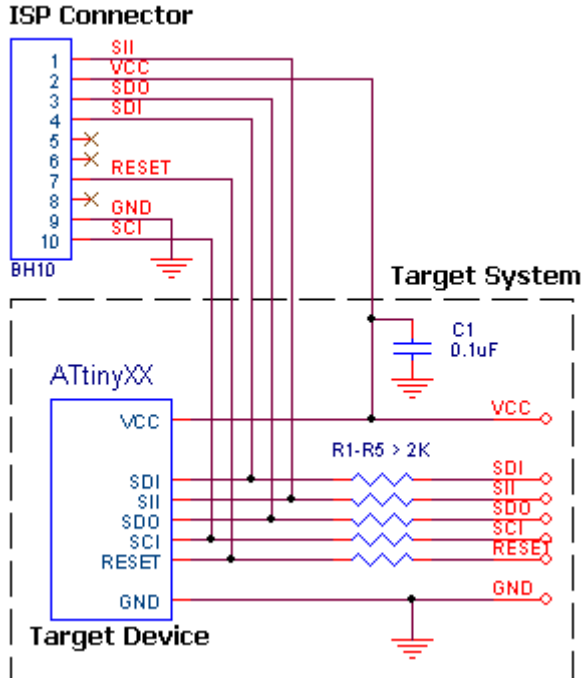 ISP Connector
1 SII
2 VCC
3 SDO
4 SDI
5
6
7 RESET
8
9 GND
10 SCI
BH10
Target System
C1
0.1uF
ATtinyXX
VCC VCC
R1-R5 > 2K
SDI SDI
SII SII
SDO SDO
SCI SCI
RESET RESET
GND GND
Target Device